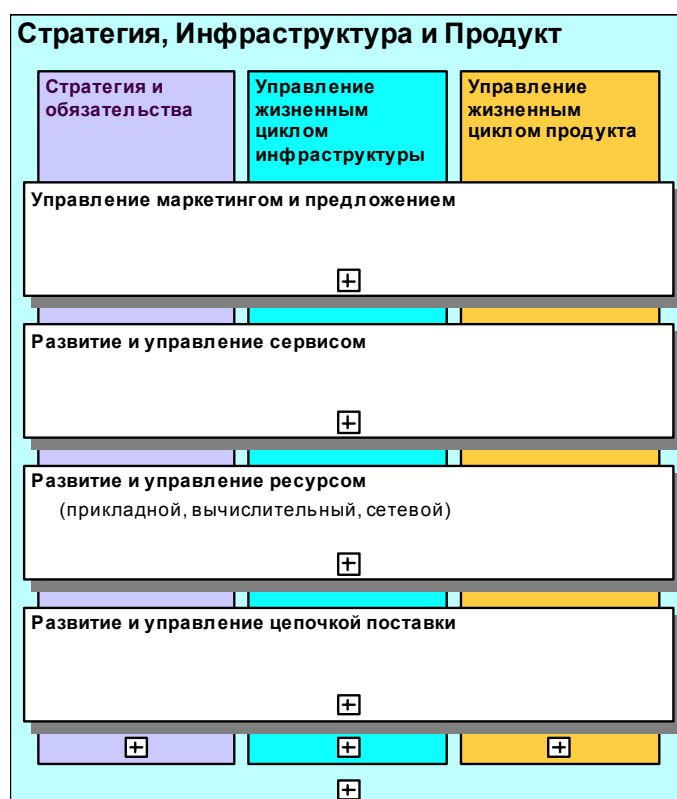 Стратегия, Инфраструктура и Продукт
Стратегия и
обязательства
Управление
жизненным
циклом
инфраструктуры
Управление
жизненным
циклом продукта
Управление маркетингом и предложением
Развитие и управление сервисом
Развитие и управление ресурсом
(прикладной, вычислительный, сетевой)
Развитие и управление цепочкой поставки